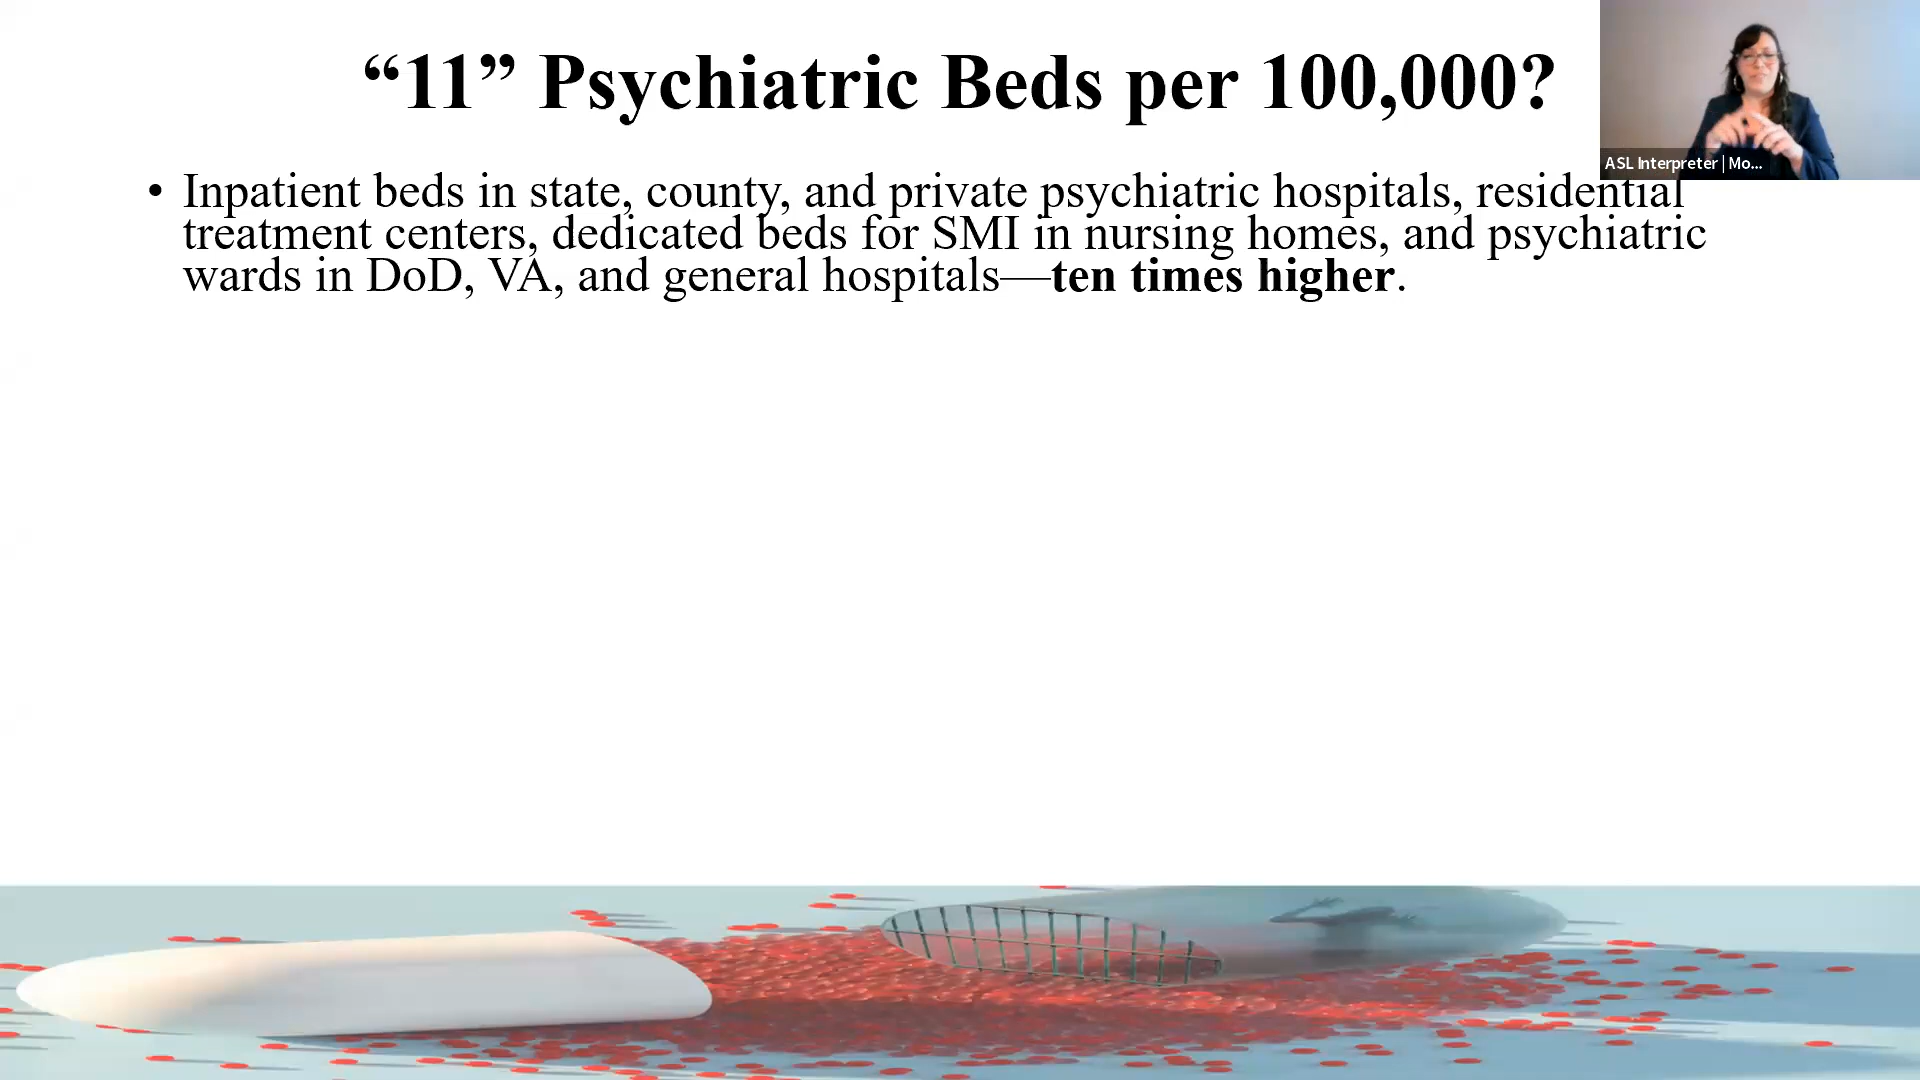 “11” Psychiatric Beds per 100,000?
ASL Interpreter | Mo...
• Inpatient beds in state, county, and private psychiatric hospitals, residential
treatment centers, dedicated beds for SMI in nursing homes, and psychiatric
wards in DoD, VA, and general hospitals—ten times higher.